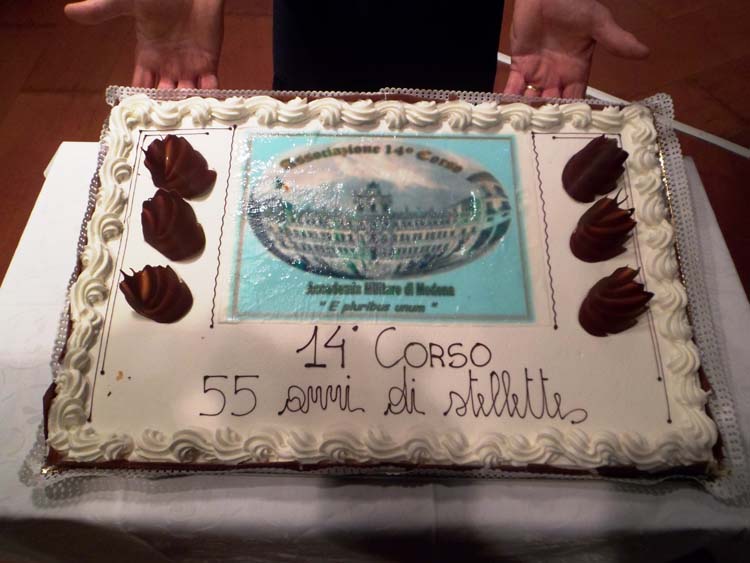 Associazione 14° Corso
Accademia Militare di Modena
" E pluribus unum "
14° CORSO
55 anni di stellette